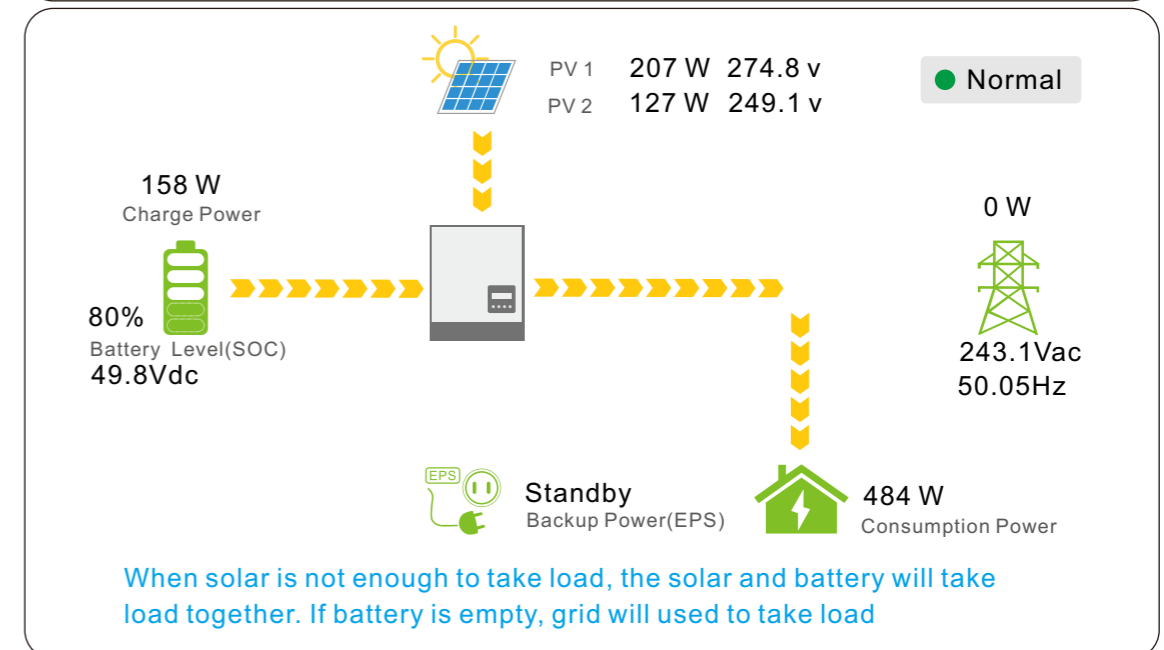 PV 1 207 W 274.8 v
PV 2 127 W 249.1 v
Normal
158 W
Charge Power
0 W
80%
Battery Level(SOC)
49.8Vdc
243.1Vac
50.05Hz
EPS
Standby
Backup Power(EPS)
484 W
Consumption Power
When solar is not enough to take load, the solar and battery will take
load together. If battery is empty, grid will used to take load